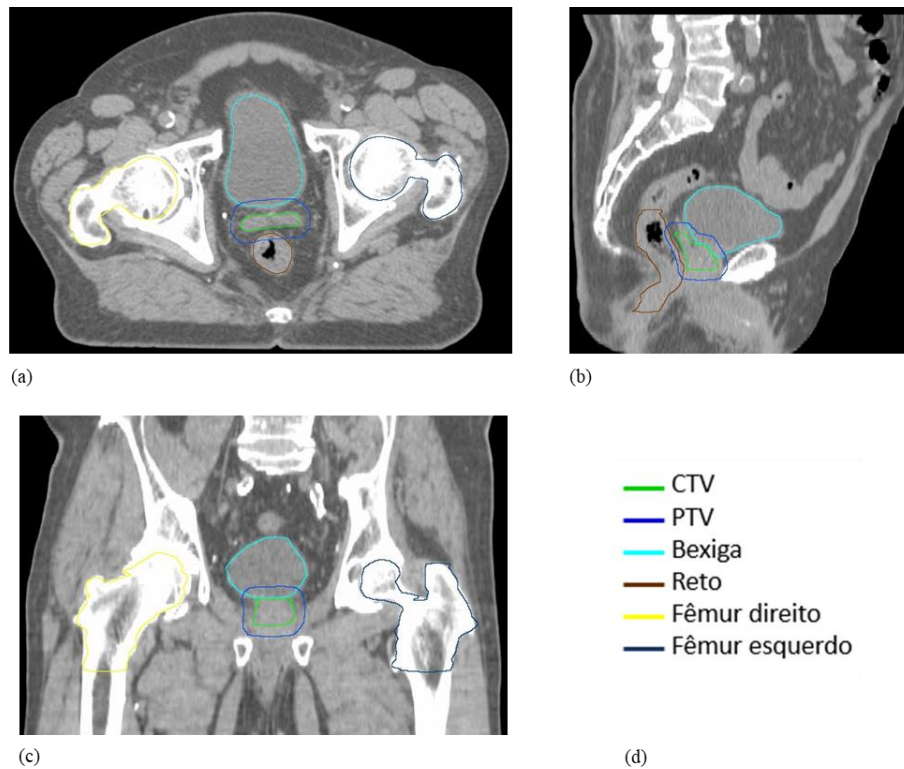 (a)
(b)
CTV
PTV
Bexiga
Reto
Fêmur direito
Fêmur esquerdo
(c)
(d)